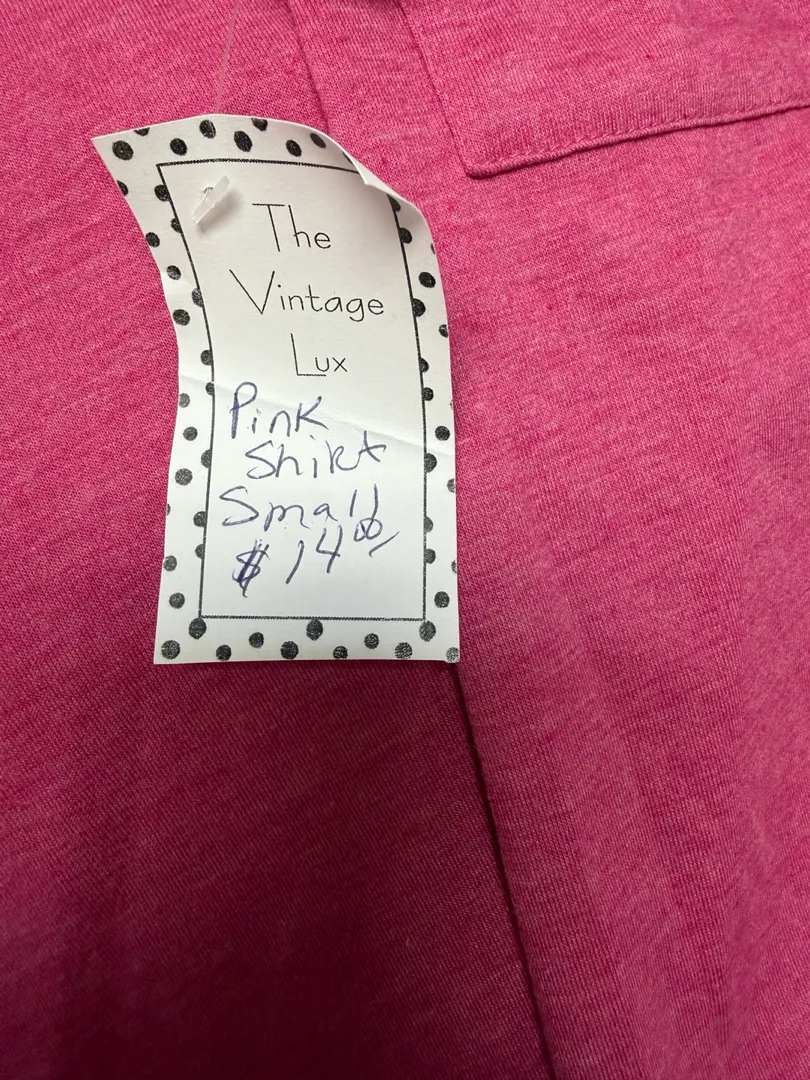 The
Vintage
Lux
Pink
Shirt
Small
$14.00